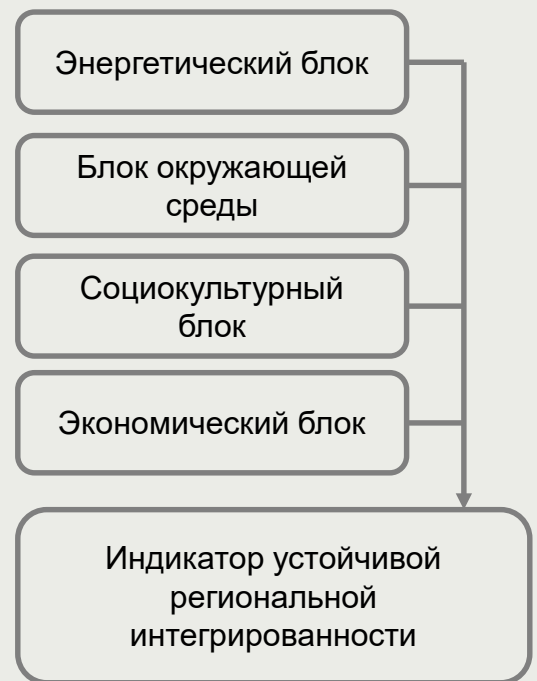 Энергетический блок
Блок окружающей
среды
Социокультурный
блок
Экономический блок
Индикатор устойчивой
региональной
интегрированности